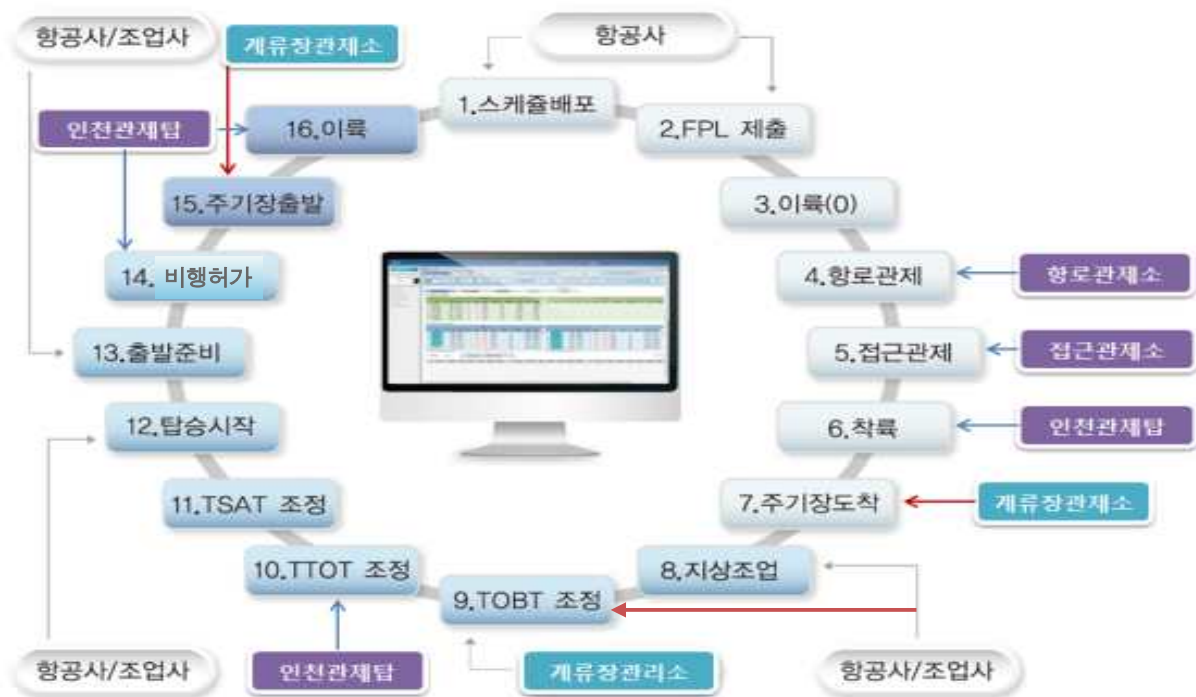 항공사/조업사
계류장관제소
항공사
1.스케쥴배포
2.FPL 제출
3.이륙(0)
4.항로관제
항로관제소
5.접근관제
접근관제소
6.착륙
인천관제탑
7.주기장도착
계류장관제소
8.지상조업
항공사/조업사
9.TOBT 조정
계류장관리소
10.TTOT 조정
인천관제탑
11.TSAT 조정
12.탑승시작
항공사/조업사
13.출발준비
14. 비행허가
15.주기장출발
16.이륙
인천관제탑